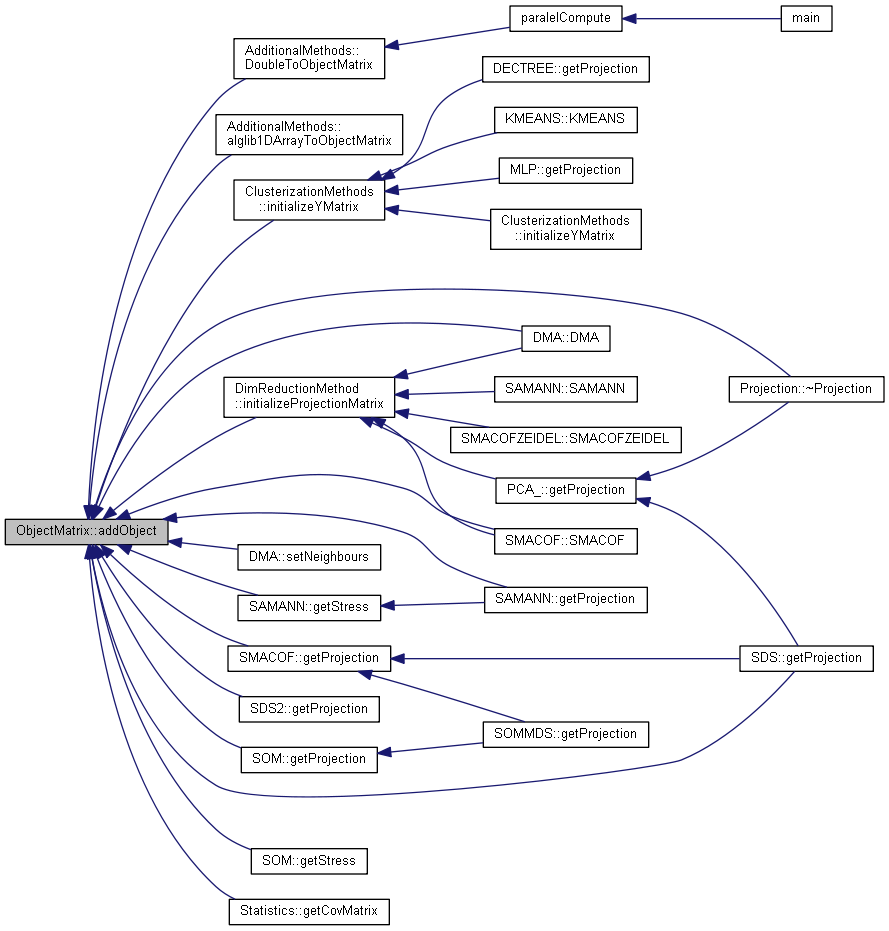 paralelCompute
main
AdditionalMethods::
DoubleToObjectMatrix
DECTREE::getProjection
KMEANS::KMEANS
AdditionalMethods::
alglib1DArrayToObjectMatrix
MLP::getProjection
ClusterizationMethods
::initializeYMatrix
ClusterizationMethods
::initializeYMatrix
DMA::DMA
DimReductionMethod
::initializeProjectionMatrix
SAMANN::SAMANN
Projection::~Projection
SMACOFZEIDEL::SMACOFZEIDEL
PCA_::getProjection
ObjectMatrix::addObject
SMACOF::SMACOF
DMA::setNeighbours
SAMANN::getStress
SAMANN::getProjection
SMACOF::getProjection
SDS::getProjection
SDS2::getProjection
SOMMDS::getProjection
SOM::getProjection
SOM::getStress
Statistics::getCovMatrix